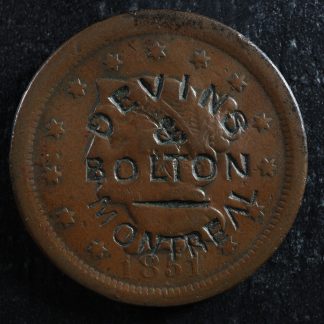 DEVINS
&
BOLTON
MONTREAL
1851